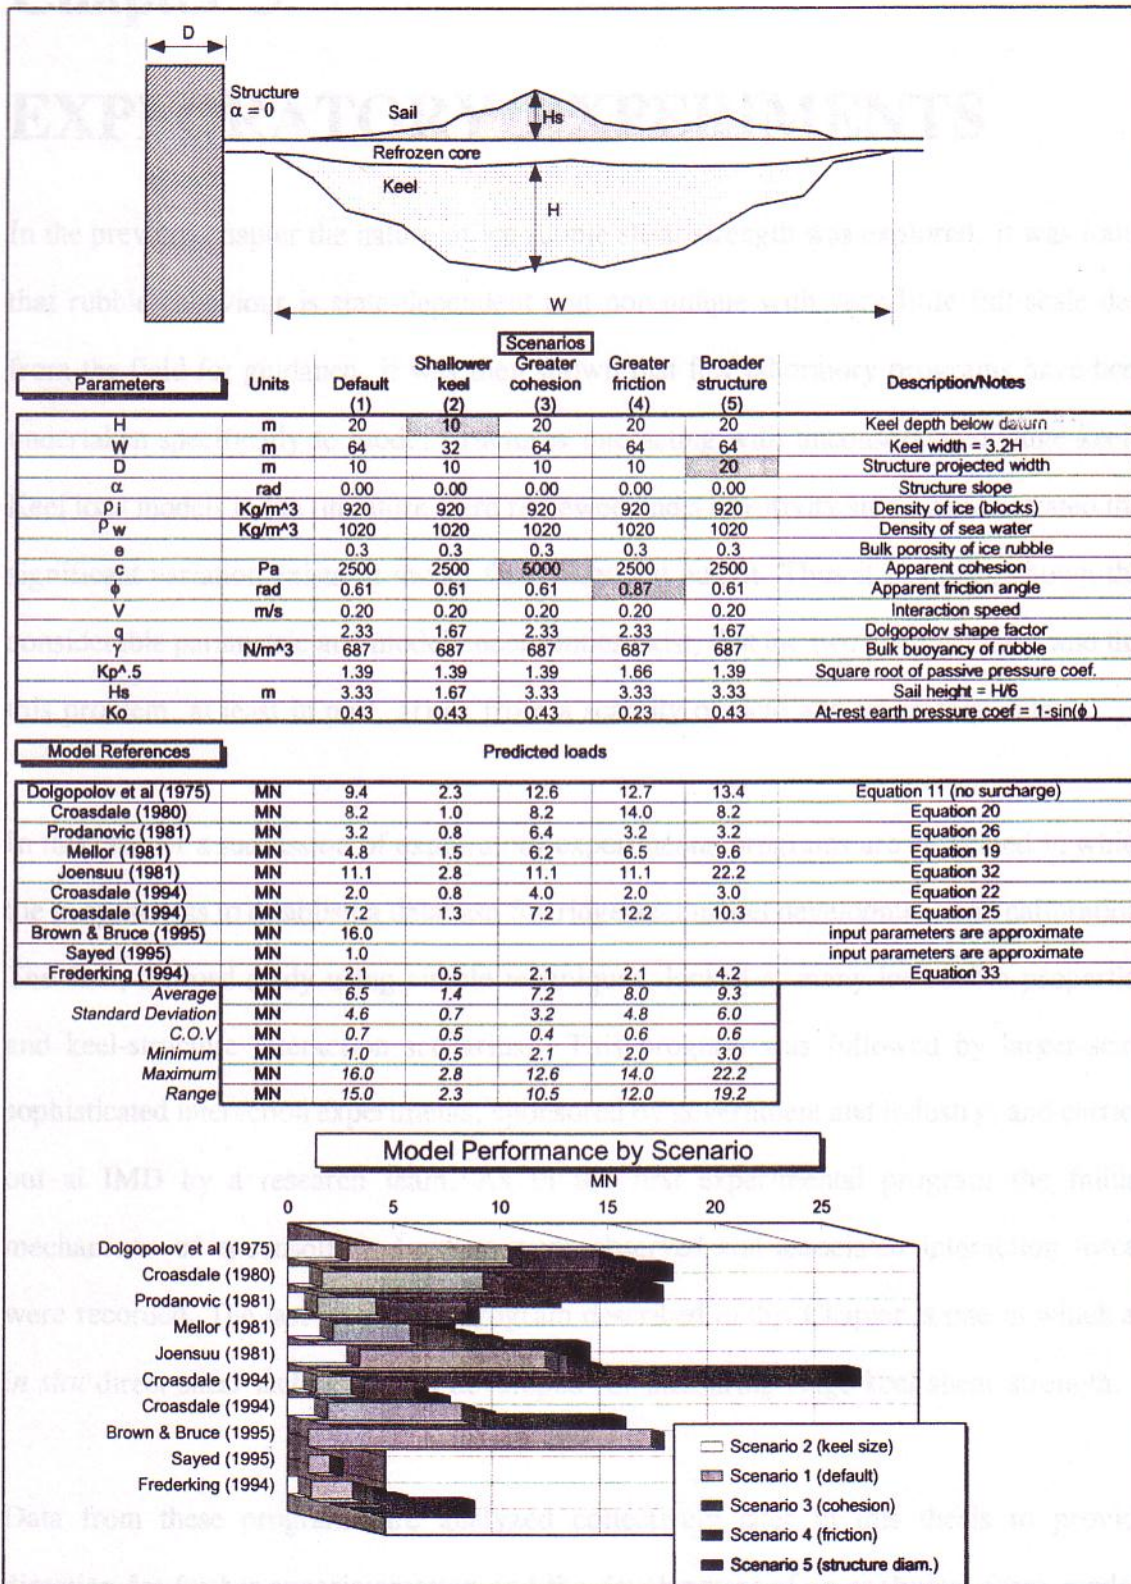 D
Structure
α = 0
Sail
Hs
Refrozen core
Keel
H
W
Scenarios
Parameters Units Default (1) Shallower keel (2) Greater cohesion (3) Greater friction (4) Broader structure (5) Description/Notes
H m 20 10 20 20 20 Keel depth below datum
W m 64 32 64 64 64 Keel width = 3.2H
D m 10 10 10 10 20 Structure projected width
α rad 0.00 0.00 0.00 0.00 0.00 Structure slope
ρ i Kg/m^3 920 920 920 920 920 Density of ice (blocks)
ρ w Kg/m^3 1020 1020 1020 1020 1020 Density of sea water
e 0.3 0.3 0.3 0.3 0.3 Bulk porosity of ice rubble
c Pa 2500 2500 5000 2500 2500 Apparent cohesion
ϕ rad 0.61 0.61 0.61 0.87 0.61 Apparent friction angle
V m/s 0.20 0.20 0.20 0.20 0.20 Interaction speed
q 2.33 1.67 2.33 2.33 1.67 Dolgopolov shape factor
N/m^3 687 687 687 687 687 Bulk buoyancy of rubble
Kp^.5 1.39 1.39 1.39 1.66 1.39 Square root of passive pressure coef.
Hs m 3.33 1.67 3.33 3.33 3.33 Sail height = H/6
Ko 0.43 0.43 0.43 0.23 0.43 At-rest earth pressure coef = 1-sin(ϕ )
Model References Predicted loads
Dolgopolov et al (1975) MN 9.4 2.3 12.6 12.7 13.4 Equation 11 (no surcharge)
Croasdale (1980) MN 8.2 1.0 8.2 14.0 8.2 Equation 20
Prodanovic (1981) MN 3.2 0.8 6.4 3.2 3.2 Equation 26
Mellor (1981) MN 4.8 1.5 6.2 6.5 9.6 Equation 19
Joensuu (1981) MN 11.1 2.8 11.1 11.1 22.2 Equation 32
Croasdale (1994) MN 2.0 0.8 4.0 2.0 3.0 Equation 22
Croasdale (1994) MN 7.2 1.3 7.2 12.2 10.3 Equation 25
Brown & Bruce (1995) MN 16.0 input parameters are approximate
Sayed (1995) MN 1.0 input parameters are approximate
Frederking (1994) MN 2.1 0.5 2.1 2.1 4.2 Equation 33
Average MN 6.5 1.4 7.2 8.0 9.3
Standard Deviation MN 4.6 0.7 3.2 4.8 6.0
C.O.V MN 0.7 0.5 0.4 0.6 0.6
Minimum MN 1.0 0.5 2.1 2.0 3.0
Maximum MN 16.0 2.8 12.6 14.0 22.2
Range MN 15.0 2.3 10.5 12.0 19.2
Model Performance by Scenario
MN
0 5 10 15 20 25
Dolgopolov, et al (1975)
Croasdale (1980)
Prodanovic (1981)
Mellor (1981)
Joensuu (1981)
Croasdale (1994)
Croasdale (1994)
Brown & Bruce (1995)
Sayed (1995)
Frederking (1994)
Scenario 2 (keel size)
Scenario 1 (default)
Scenario 3 (cohesion)
Scenario 4 (friction)
Scenario 5 (structure diam.)